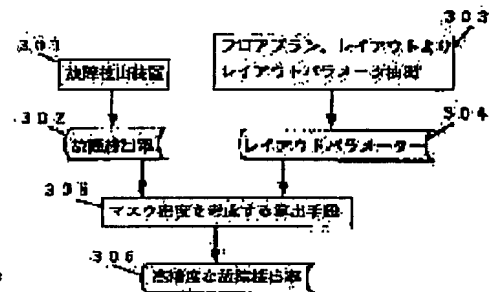 301
303
フロアプラン、レイアウトより
レイアウトパラメータ抽出
故障検出装置
302
304
故障検出率
レイアウトパラメーター
305
マスク密度を考慮する算出手段
306
高精度な故障検出率